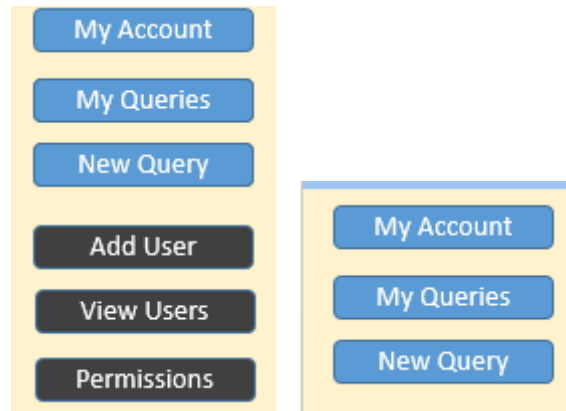 My Account
My Queries
New Query
Add User
View Users
Permissions
My Account
My Queries
New Query